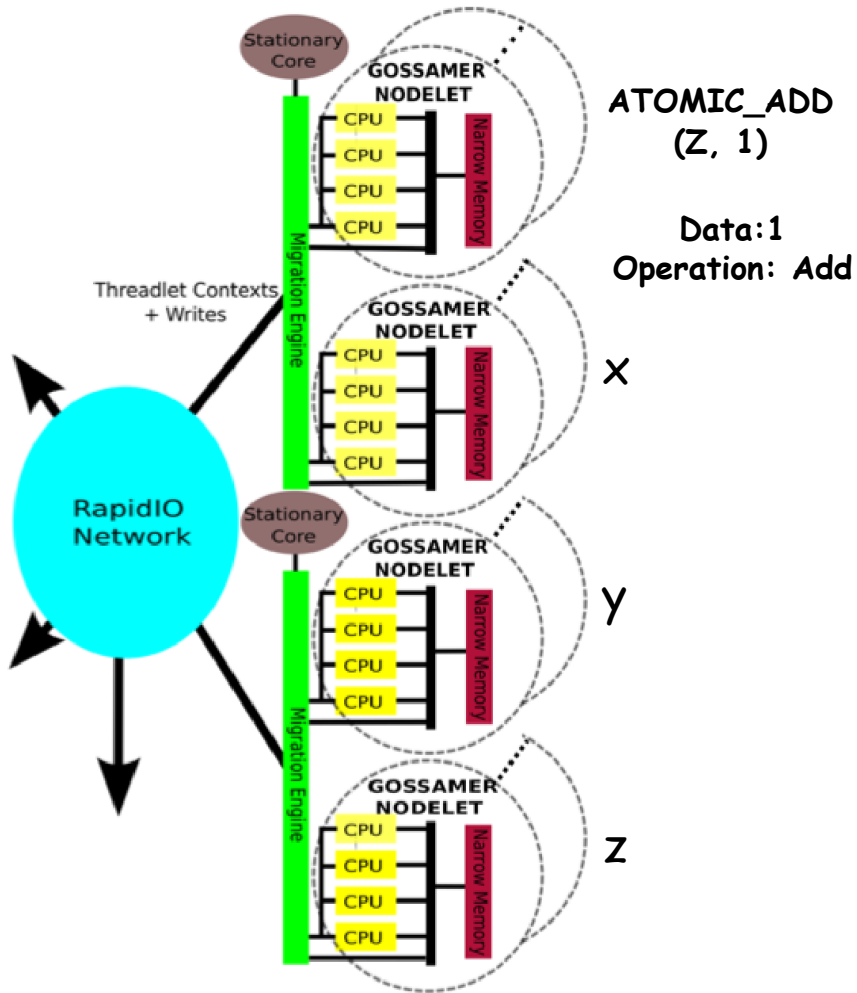 Stationary
Core
GOSSAMER
NODELET
CPU
CPU
CPU
CPU
Narrow Memory
Migration Engine
ATOMIC_ADD
(Z, 1)
Data:1
Operation: Add
Threadlet Contexts
+ Writes
GOSSAMER
NODELET
CPU
CPU
CPU
CPU
Narrow Memory
X
RapidIO
Network
Stationary
Core
GOSSAMER
NODELET
CPU
CPU
CPU
CPU
Narrow Memory
Migration Engine
Y
GOSSAMER
NODELET
CPU
CPU
CPU
CPU
Narrow Memory
Z